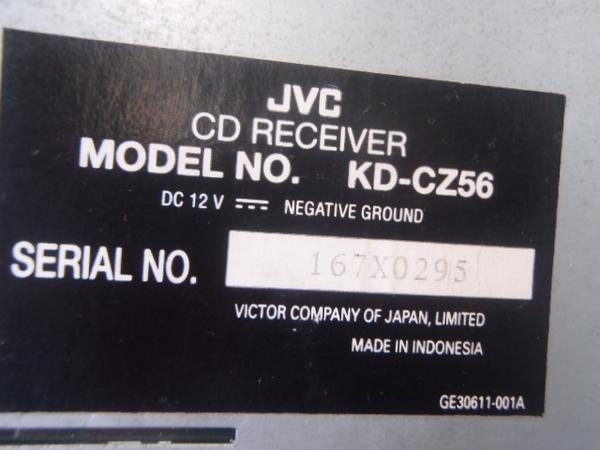 JVC
CD RECEIVER
MODEL NO. KD-CZ56
DC 12 V ⎓ NEGATIVE GROUND
SERIAL NO. 167X0295
VICTOR COMPANY OF JAPAN, LIMITED
MADE IN INDONESIA
GE30611-001A